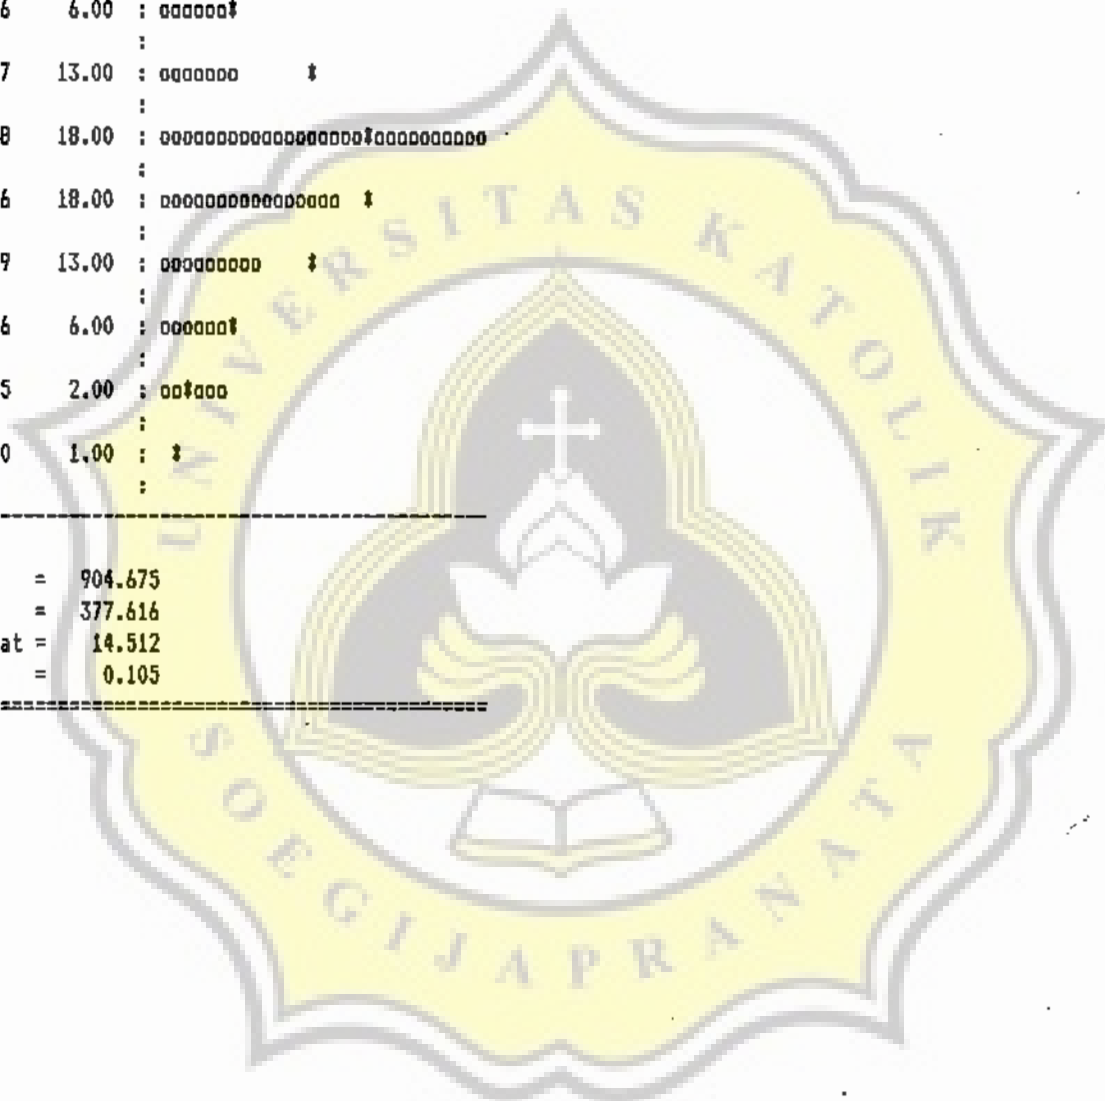 6 6.00 : oooooo*
:
7 13.00 : ooooooo *
:
8 18.00 : oooooooooooooooooo*oooooooooo
:
6 18.00 : oooooooooooooooo *
:
9 13.00 : ooooooooo *
:
6 6.00 : oooooo*
:
5 2.00 : oo*ooo
:
0 1.00 : *
:
= 904.675
= 377.616
at = 14.512
= 0.105
UNIVERSITAS KATOLIK
SOEGIJAPRANATA